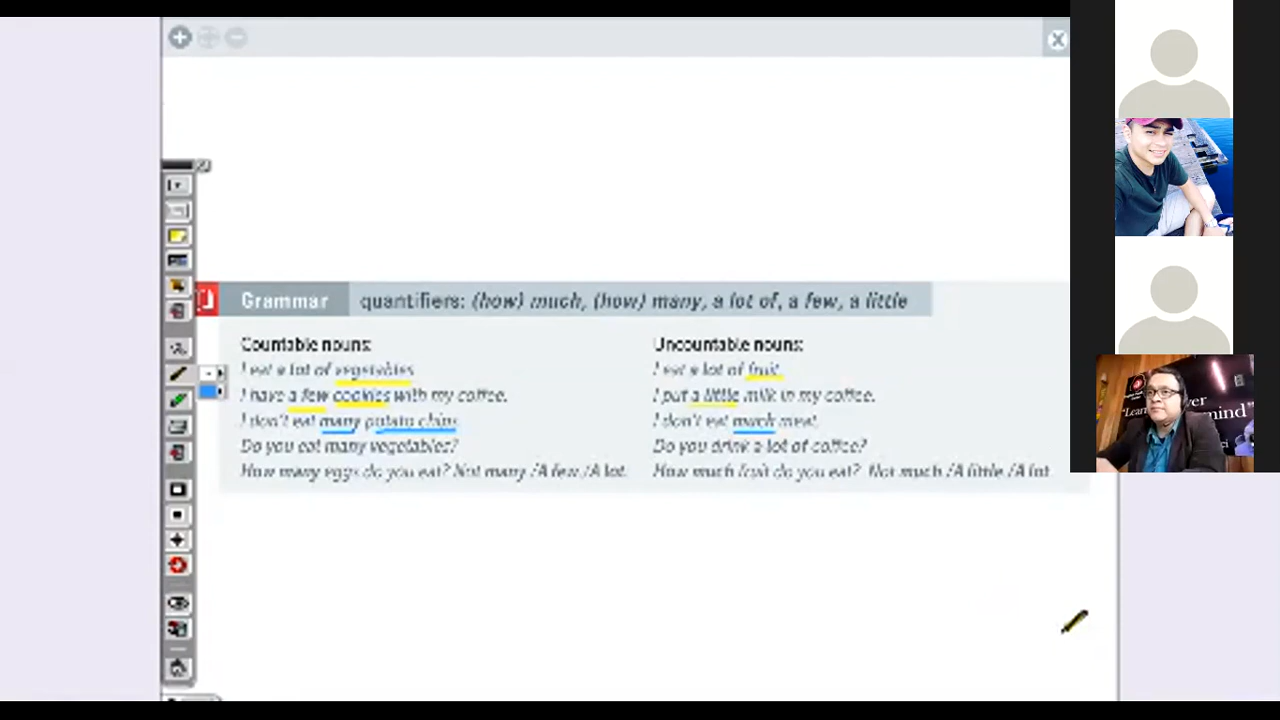 Grammar quantifiers: (how) much, (how) many, a lot of, a few, a little
Countable nouns:
I eat a lot of vegetables.
I have a few cookies with my coffee.
I don't eat many potato chips.
Do you eat many vegetables?
How many eggs do you eat? Not many./A few./A lot.
Uncountable nouns:
I eat a lot of fruit.
I put a little milk in my coffee.
I don't eat much meat.
Do you drink a lot of coffee?
How much fruit do you eat? Not much./A little./A lot.
"Learn
mind"